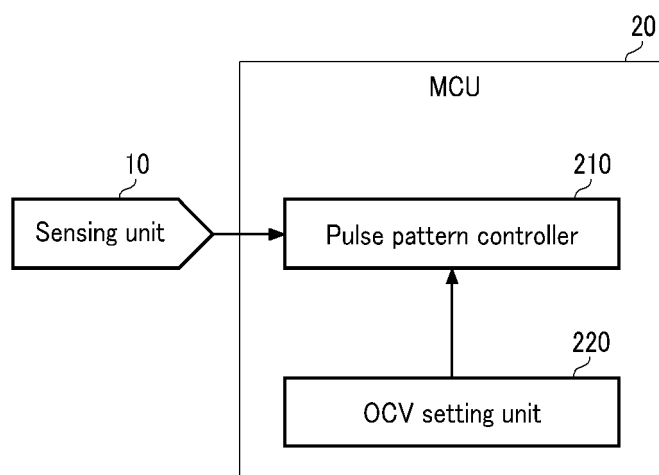 20
MCU
10
210
Sensing unit
Pulse pattern controller
220
OCV setting unit